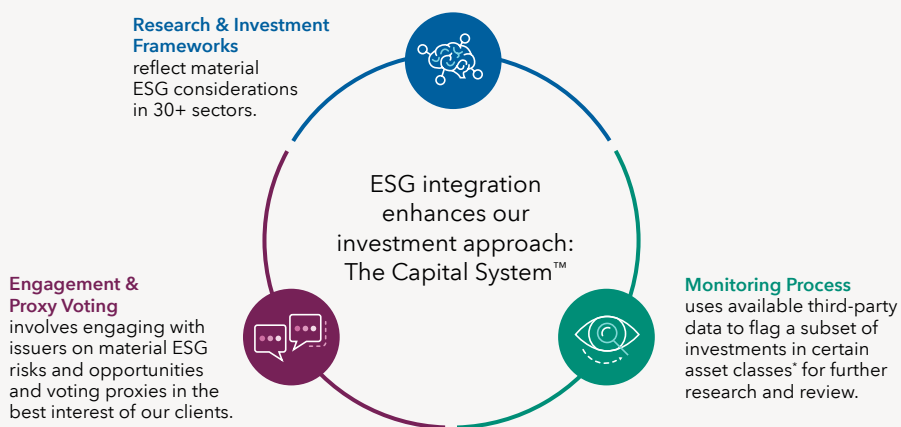 Research & Investment
Frameworks
reflect material
ESG considerations
in 30+ sectors.
ESG integration
enhances our
investment approach:
The Capital System™
Engagement &
Proxy Voting
involves engaging with
issuers on material ESG
risks and opportunities
and voting proxies in the
best interest of our clients.
Monitoring Process
uses available third-party
data to flag a subset of
investments in certain
asset classes* for further
research and review.